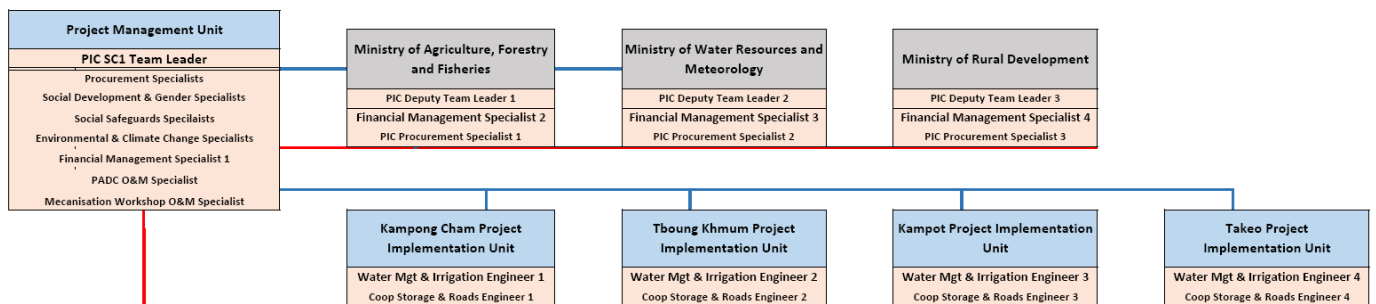 Project Management Unit
PIC SC1 Team Leader
Procurement Specialists
Social Development & Gender Specialists
Social Safeguards Specilaists
Environmental & Climate Change Specialists
Financial Management Specialist 1
PADC O&M Specialist
Mecanisation Workshop O&M Specialist
Ministry of Agriculture, Forestry
and Fisheries
PIC Deputy Team Leader 1
Financial Management Specialist 2
PIC Procurement Specialist 1
Ministry of Water Resources and
Meteorology
PIC Deputy Team Leader 2
Financial Management Specialist 3
PIC Procurement Specialist 2
Ministry of Rural Development
PIC Deputy Team Leader 3
Financial Management Specialist 4
PIC Procurement Specialist 3
Kampong Cham Project
Implementation Unit
Water Mgt & Irrigation Engineer 1
Coop Storage & Roads Engineer 1
Tboung Khmum Project
Implementation Unit
Water Mgt & Irrigation Engineer 2
Coop Storage & Roads Engineer 2
Kampot Project Implementation
Unit
Water Mgt & Irrigation Engineer 3
Coop Storage & Roads Engineer 3
Takeo Project
Implementation Unit
Water Mgt & Irrigation Engineer 4
Coop Storage & Roads Engineer 4